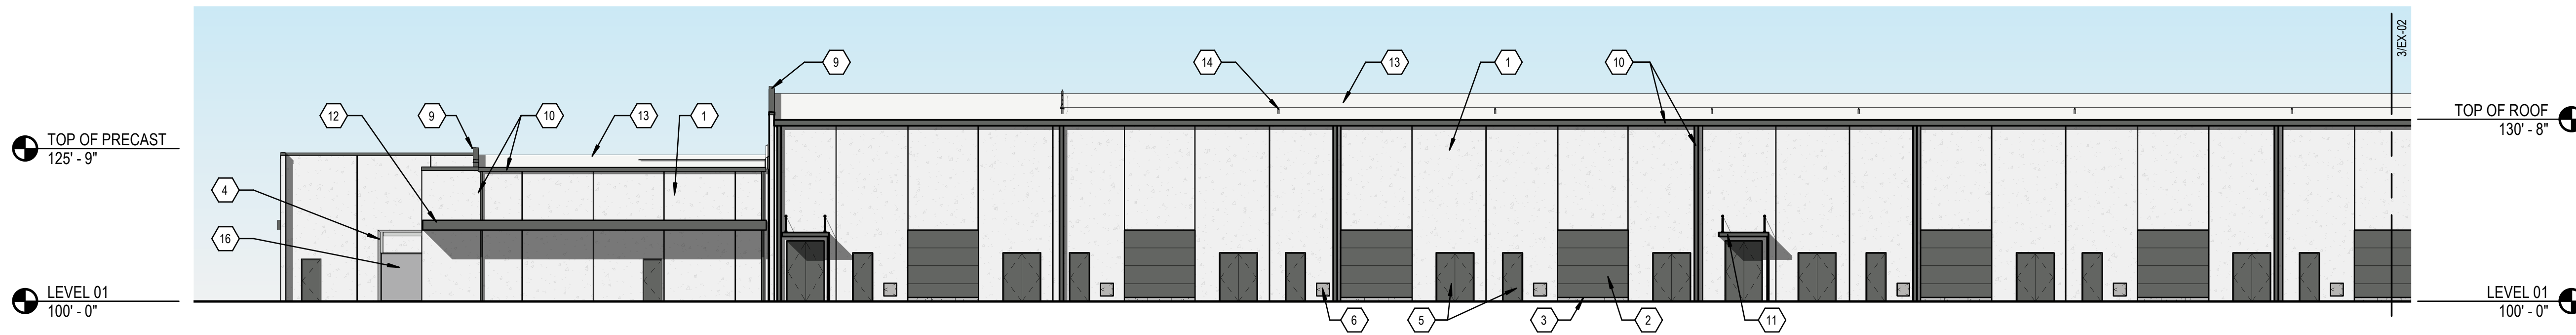 3/EX-02
9
14
13
1
10
12
9
10
13
1
TOP OF PRECAST
125' - 9"
TOP OF ROOF
130' - 8"
4
16
LEVEL 01
100' - 0"
LEVEL 01
100' - 0"
6
5
3
2
11